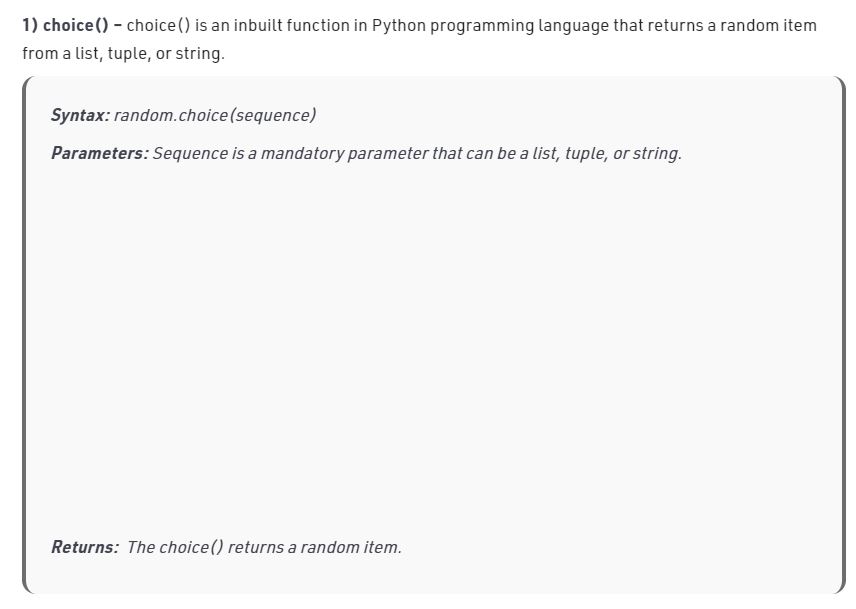 1) choice() – choice() is an inbuilt function in Python programming language that returns a random item
from a list, tuple, or string.
Syntax: random.choice(sequence)
Parameters: Sequence is a mandatory parameter that can be a list, tuple, or string.
Returns: The choice() returns a random item.